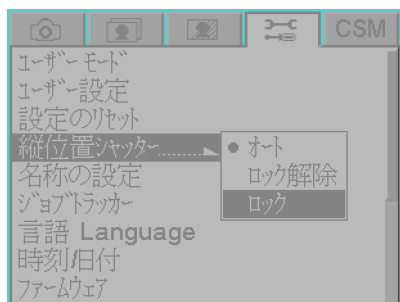 CSM
ユーザー モード
ユーザー設定
設定のリセット
縦位置シャッター
オート
ロック解除
ロック
名称の設定
ジョブトラッカー
言語 Language
時刻/日付
ファームウェア